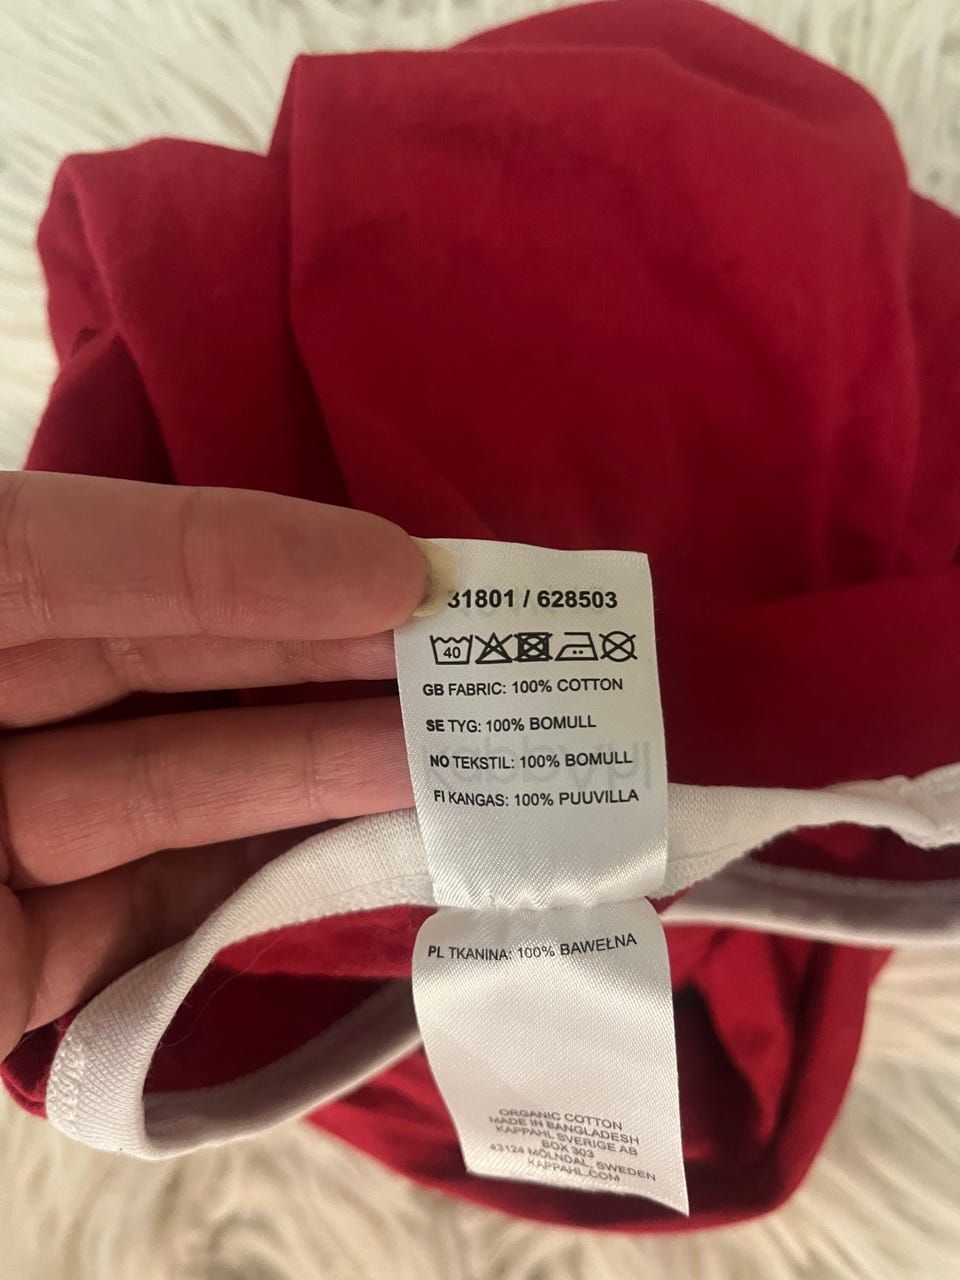 31801 / 628503
40
GB FABRIC: 100% COTTON
SE TYG: 100% BOMULL
NO TEKSTIL: 100% BOMULL
FI KANGAS: 100% PUUVILLA
PL TKANINA: 100% BAWEŁNA
ORGANIC COTTON
MADE IN BANGLADESH
KAPPAHL SVERIGE AB
BOX 303
43124 MÖLNDAL, SWEDEN
KAPPAHL.COM